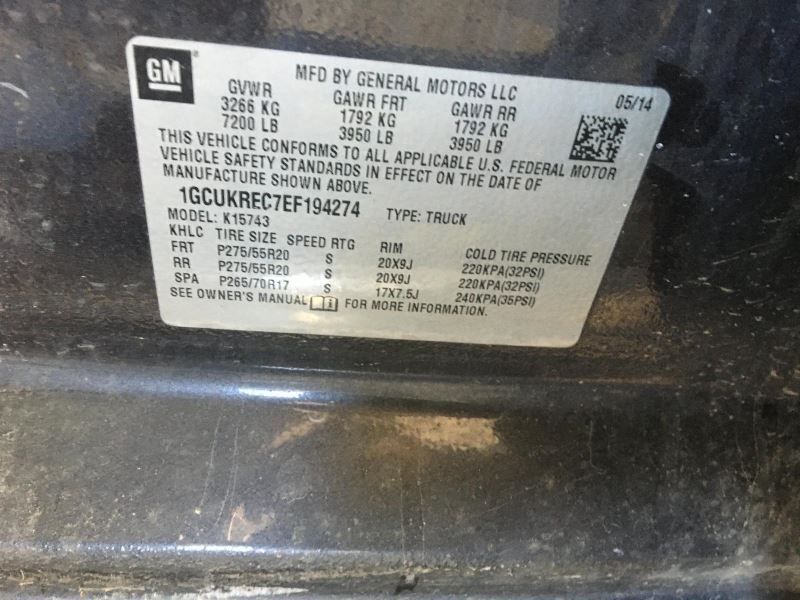 GM
MFD BY GENERAL MOTORS LLC
05/14
GVWR GAWR FRT GAWR RR
3266 KG 1792 KG 1792 KG
7200 LB 3950 LB 3950 LB
THIS VEHICLE CONFORMS TO ALL APPLICABLE U.S. FEDERAL MOTOR
VEHICLE SAFETY STANDARDS IN EFFECT ON THE DATE OF
MANUFACTURE SHOWN ABOVE.
1GCUKREC7EF194274 TYPE: TRUCK
MODEL: K15743
KHLC TIRE SIZE SPEED RTG RIM COLD TIRE PRESSURE
FRT P275/55R20 S 20X9J 220KPA(32PSI)
RR P275/55R20 S 20X9J 220KPA(32PSI)
SPA P265/70R17 S 17X7.5J 240KPA(35PSI)
SEE OWNER'S MANUAL FOR MORE INFORMATION.